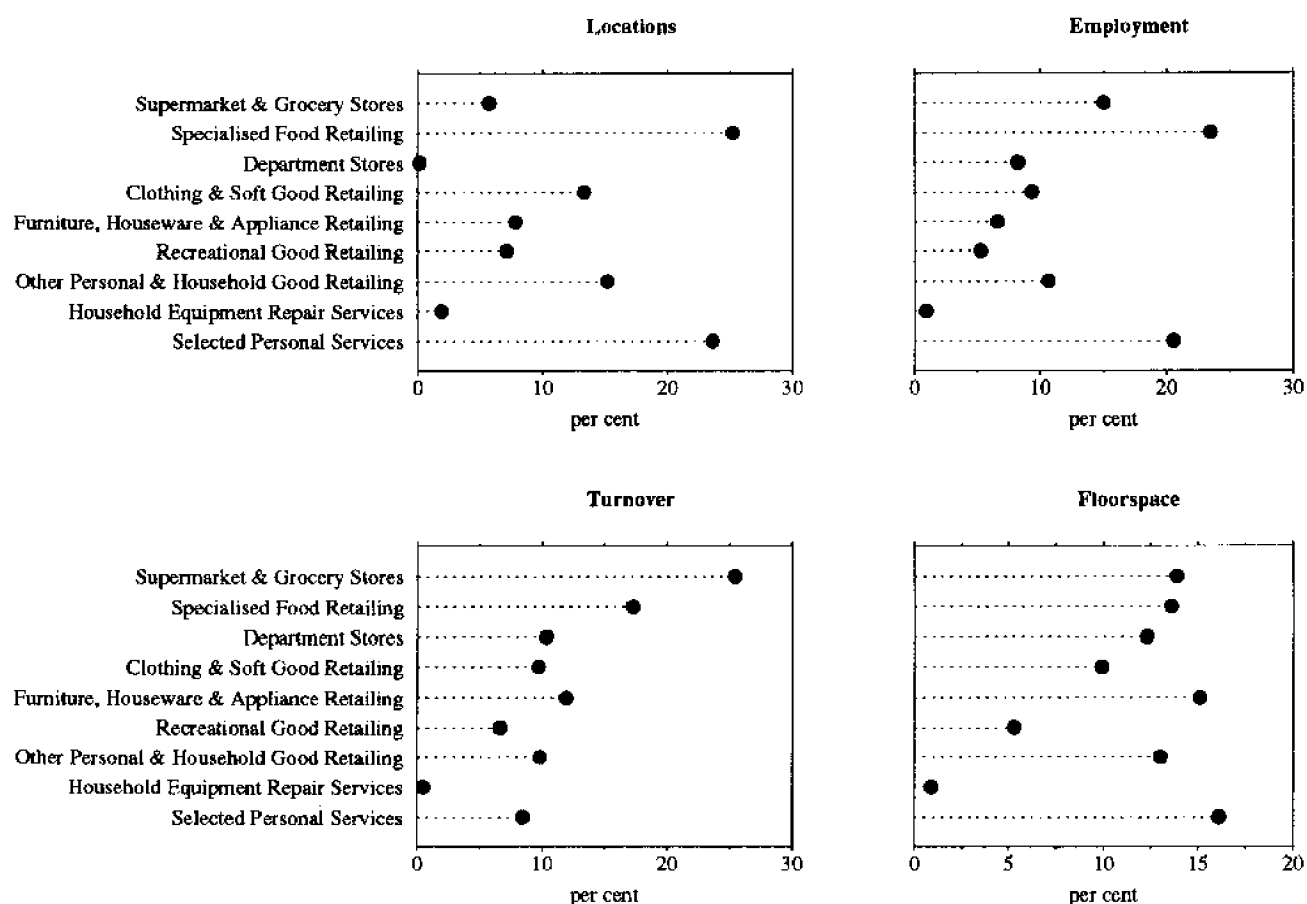 Locations
Employment
Supermarket & Grocery Stores
Specialised Food Retailing
Department Stores
Clothing & Soft Good Retailing
Furniture, Houseware & Appliance Retailing
Recreational Good Retailing
Other Personal & Household Good Retailing
Household Equipment Repair Services
Selected Personal Services
0 10 20 30
0 10 20 30
per cent
per cent
Turnover
Floorspace
Supermarket & Grocery Stores
Specialised Food Retailing
Department Stores
Clothing & Soft Good Retailing
Furniture, Houseware & Appliance Retailing
Recreational Good Retailing
Other Personal & Household Good Retailing
Household Equipment Repair Services
Selected Personal Services
0 10 20 30
0 5 10 15 20
per cent
per cent